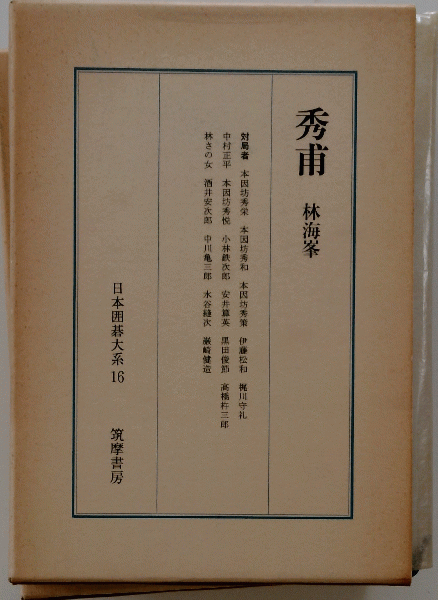 秀甫 林海峯
対局者 本因坊秀栄 本因坊秀和 本因坊秀策 伊藤松和 梶川守礼
中村正平 本因坊秀悦 小林鉄次郎 安井算英 黒田俊節 高橋杵三郎
林さの女 酒井安次郎 中川亀三郎 水谷縫次 巌崎健造
日本囲碁大系 16 筑摩書房